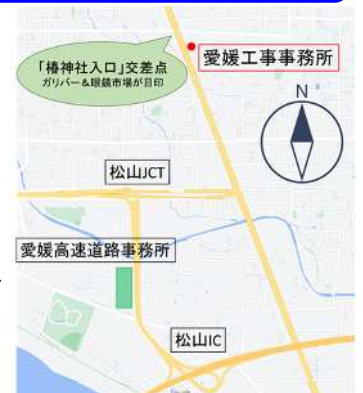 愛媛工事事務所
「椿神社入口」交差点
ガリバー&眼鏡市場が目印
N
松山JCT
愛媛高速道路事務所
松山IC